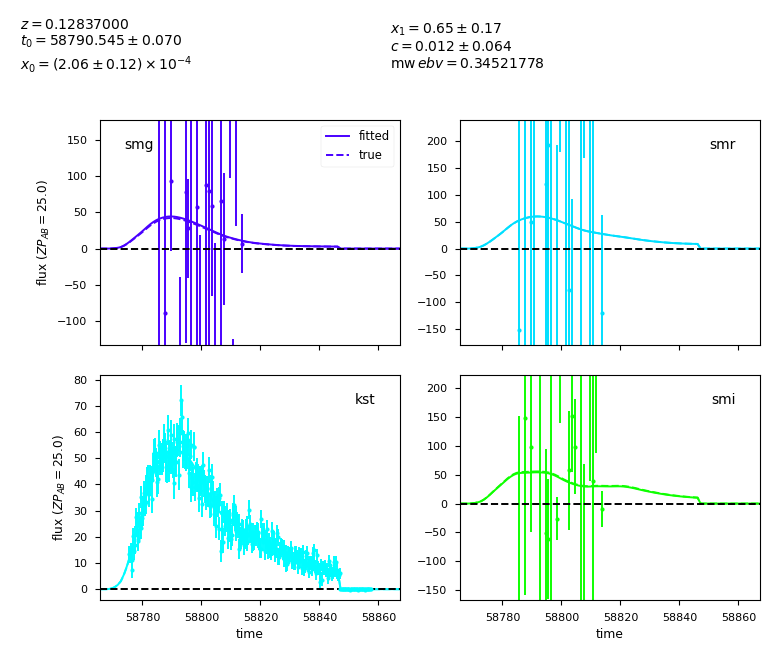 z = 0.12837000
t₀ = 58790.545 ± 0.070
x₀ = (2.06 ± 0.12) × 10⁻⁴
x₁ = 0.65 ± 0.17
c = 0.012 ± 0.064
mw ebv = 0.34521778
smg
fitted
true
150
100
50
0
−50
−100
flux (ZP_AB = 25.0)
smr
200
150
100
50
0
−50
−100
−150
kst
80
70
60
50
40
30
20
10
0
flux (ZP_AB = 25.0)
58780 58800 58820 58840 58860
time
smi
200
150
100
50
0
−50
−100
−150
58780 58800 58820 58840 58860
time